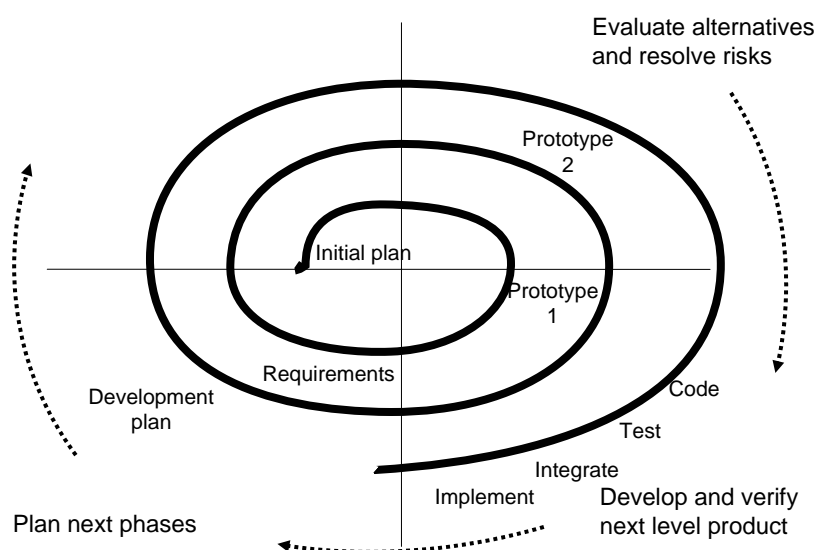 Evaluate alternatives
and resolve risks
Prototype
2
Initial plan
Prototype
1
Requirements
Development
plan
Code
Test
Integrate
Implement
Develop and verify
next level product
Plan next phases